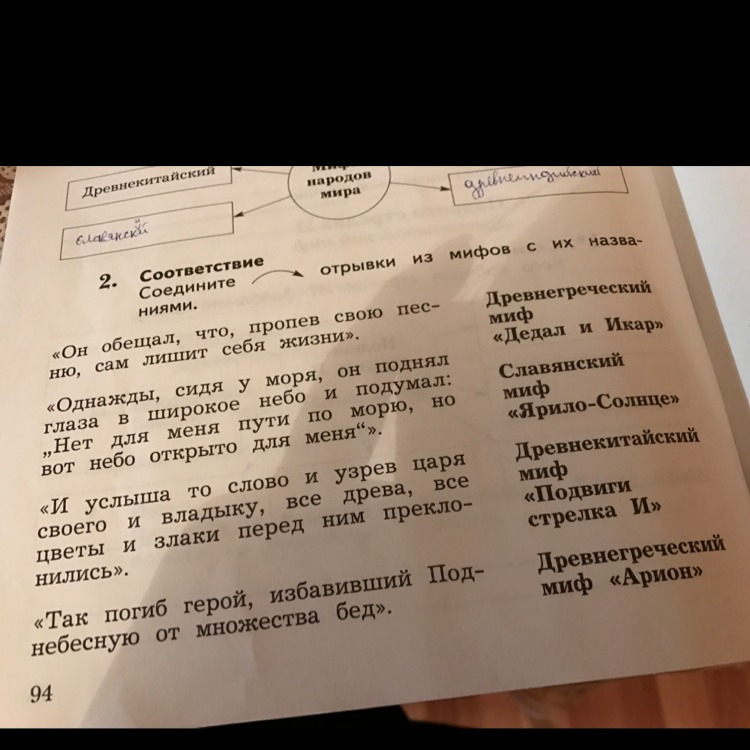 народов
мира
Древнекитайский
древнеиндийский
славянский
2. Соответствие
Соедините отрывки из мифов с их назва-
ниями.
«Он обещал, что, пропев свою пес-
ню, сам лишит себя жизни».
«Однажды, сидя у моря, он поднял
глаза в широкое небо и подумал:
„Нет для меня пути по морю, но
вот небо открыто для меня“».
«И услыша то слово и узрев царя
своего и владыку, все древа, все
цветы и злаки перед ним прекло-
нились».
«Так погиб герой, избавивший Под-
небесную от множества бед».
Древнегреческий
миф
«Дедал и Икар»
Славянский
миф
«Ярило-Солнце»
Древнекитайский
миф
«Подвиги
стрелка И»
Древнегреческий
миф «Арион»
94